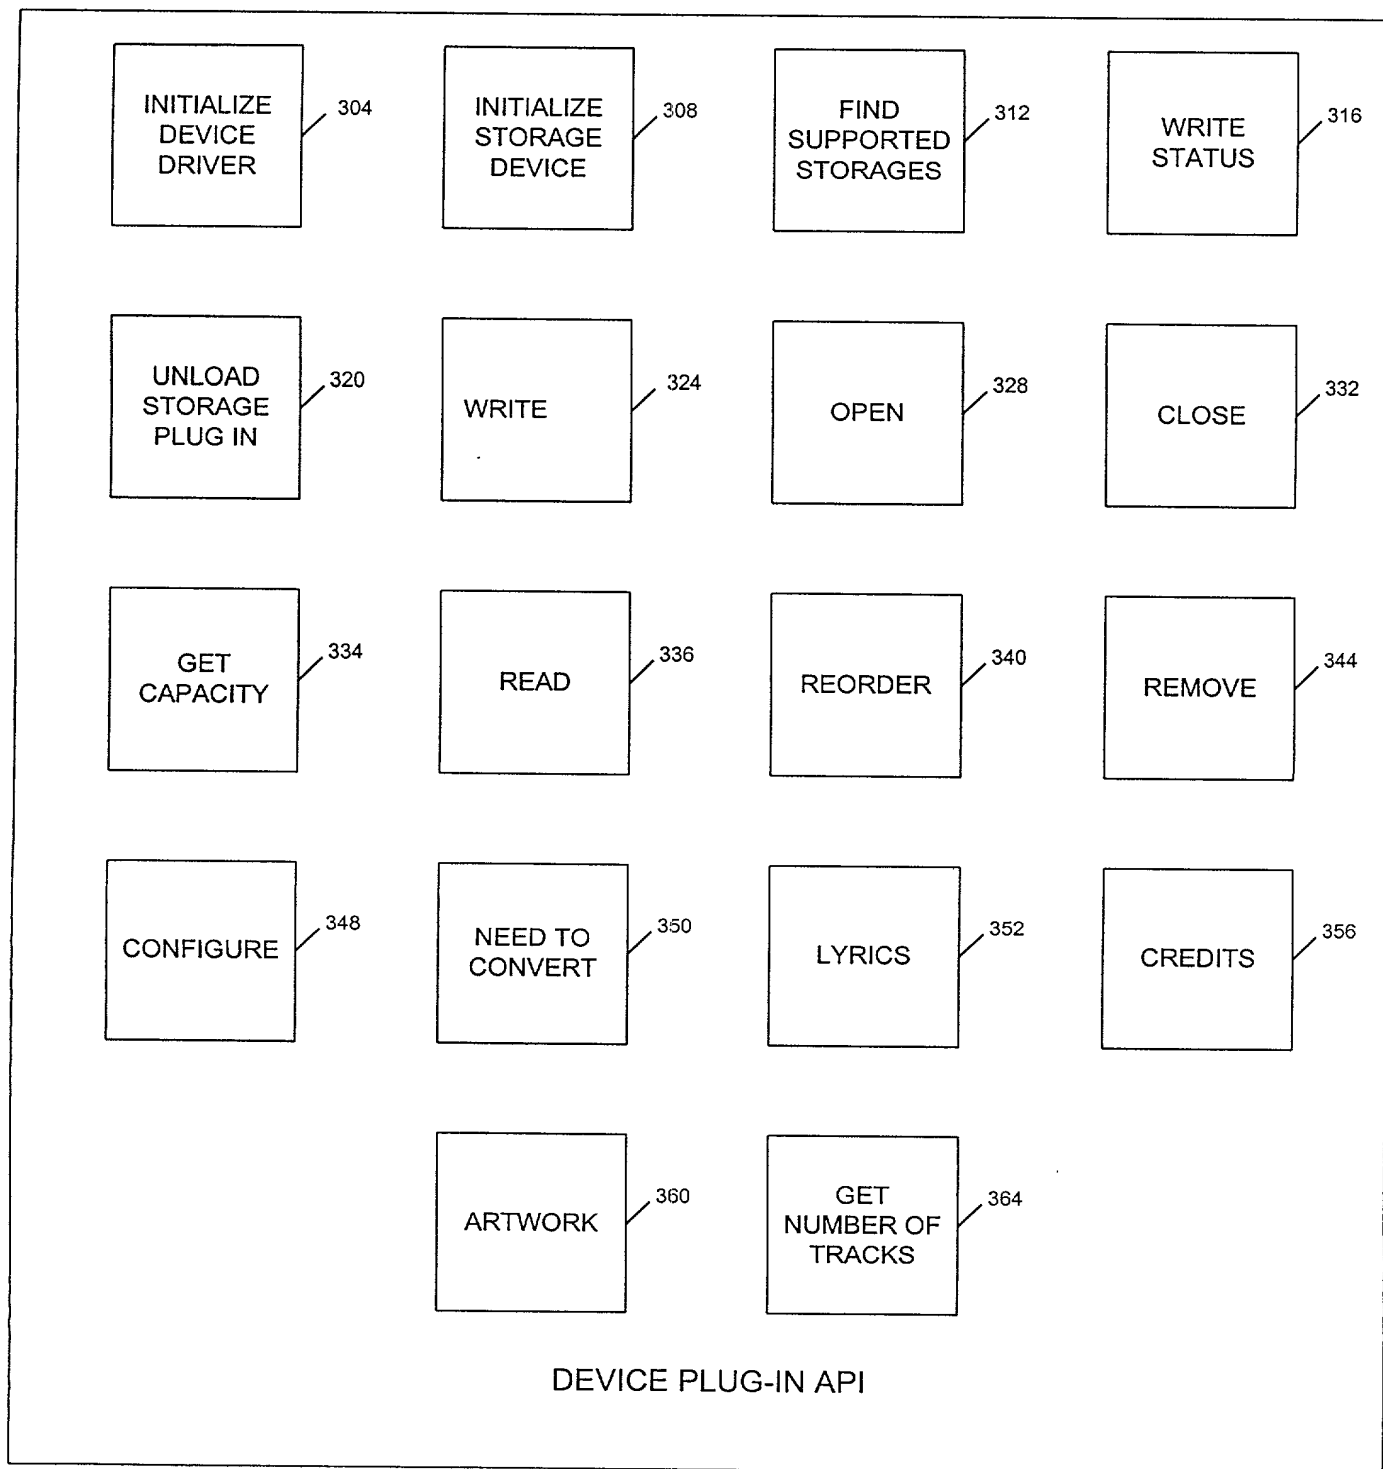 INITIALIZE
DEVICE
DRIVER
304
INITIALIZE
STORAGE
DEVICE
308
FIND
SUPPORTED
STORAGES
312
WRITE
STATUS
316
UNLOAD
STORAGE
PLUG IN
320
WRITE
324
OPEN
328
CLOSE
332
GET
CAPACITY
334
READ
336
REORDER
340
REMOVE
344
CONFIGURE
348
NEED TO
CONVERT
350
LYRICS
352
CREDITS
356
ARTWORK
360
GET
NUMBER OF
TRACKS
364
DEVICE PLUG-IN API